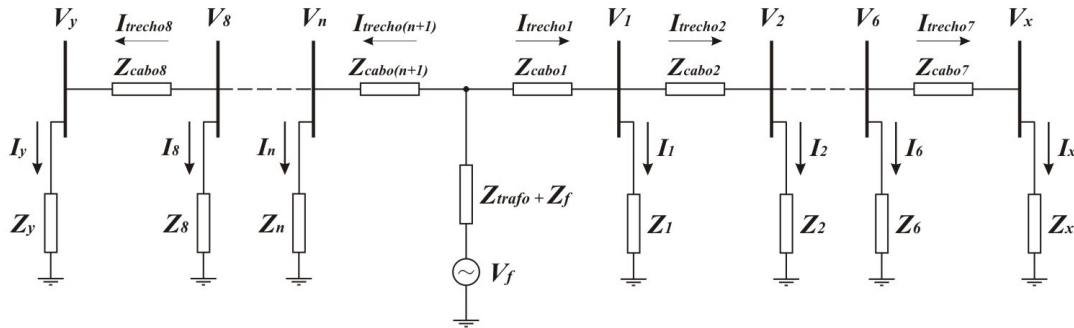 Vy Itrecho8 V8 Vn Itrecho(n+1) Itrecho1 V1 Itrecho2 V2 V6 Itrecho7 Vx
Zcabo8 Zcabo(n+1) Zcabo1 Zcabo2 Zcabo7
Iy I8 In I1 I2 I6 Ix
Zy Z8 Zn Ztrafo + Zf Z1 Z2 Z6 Zx
~ Vf